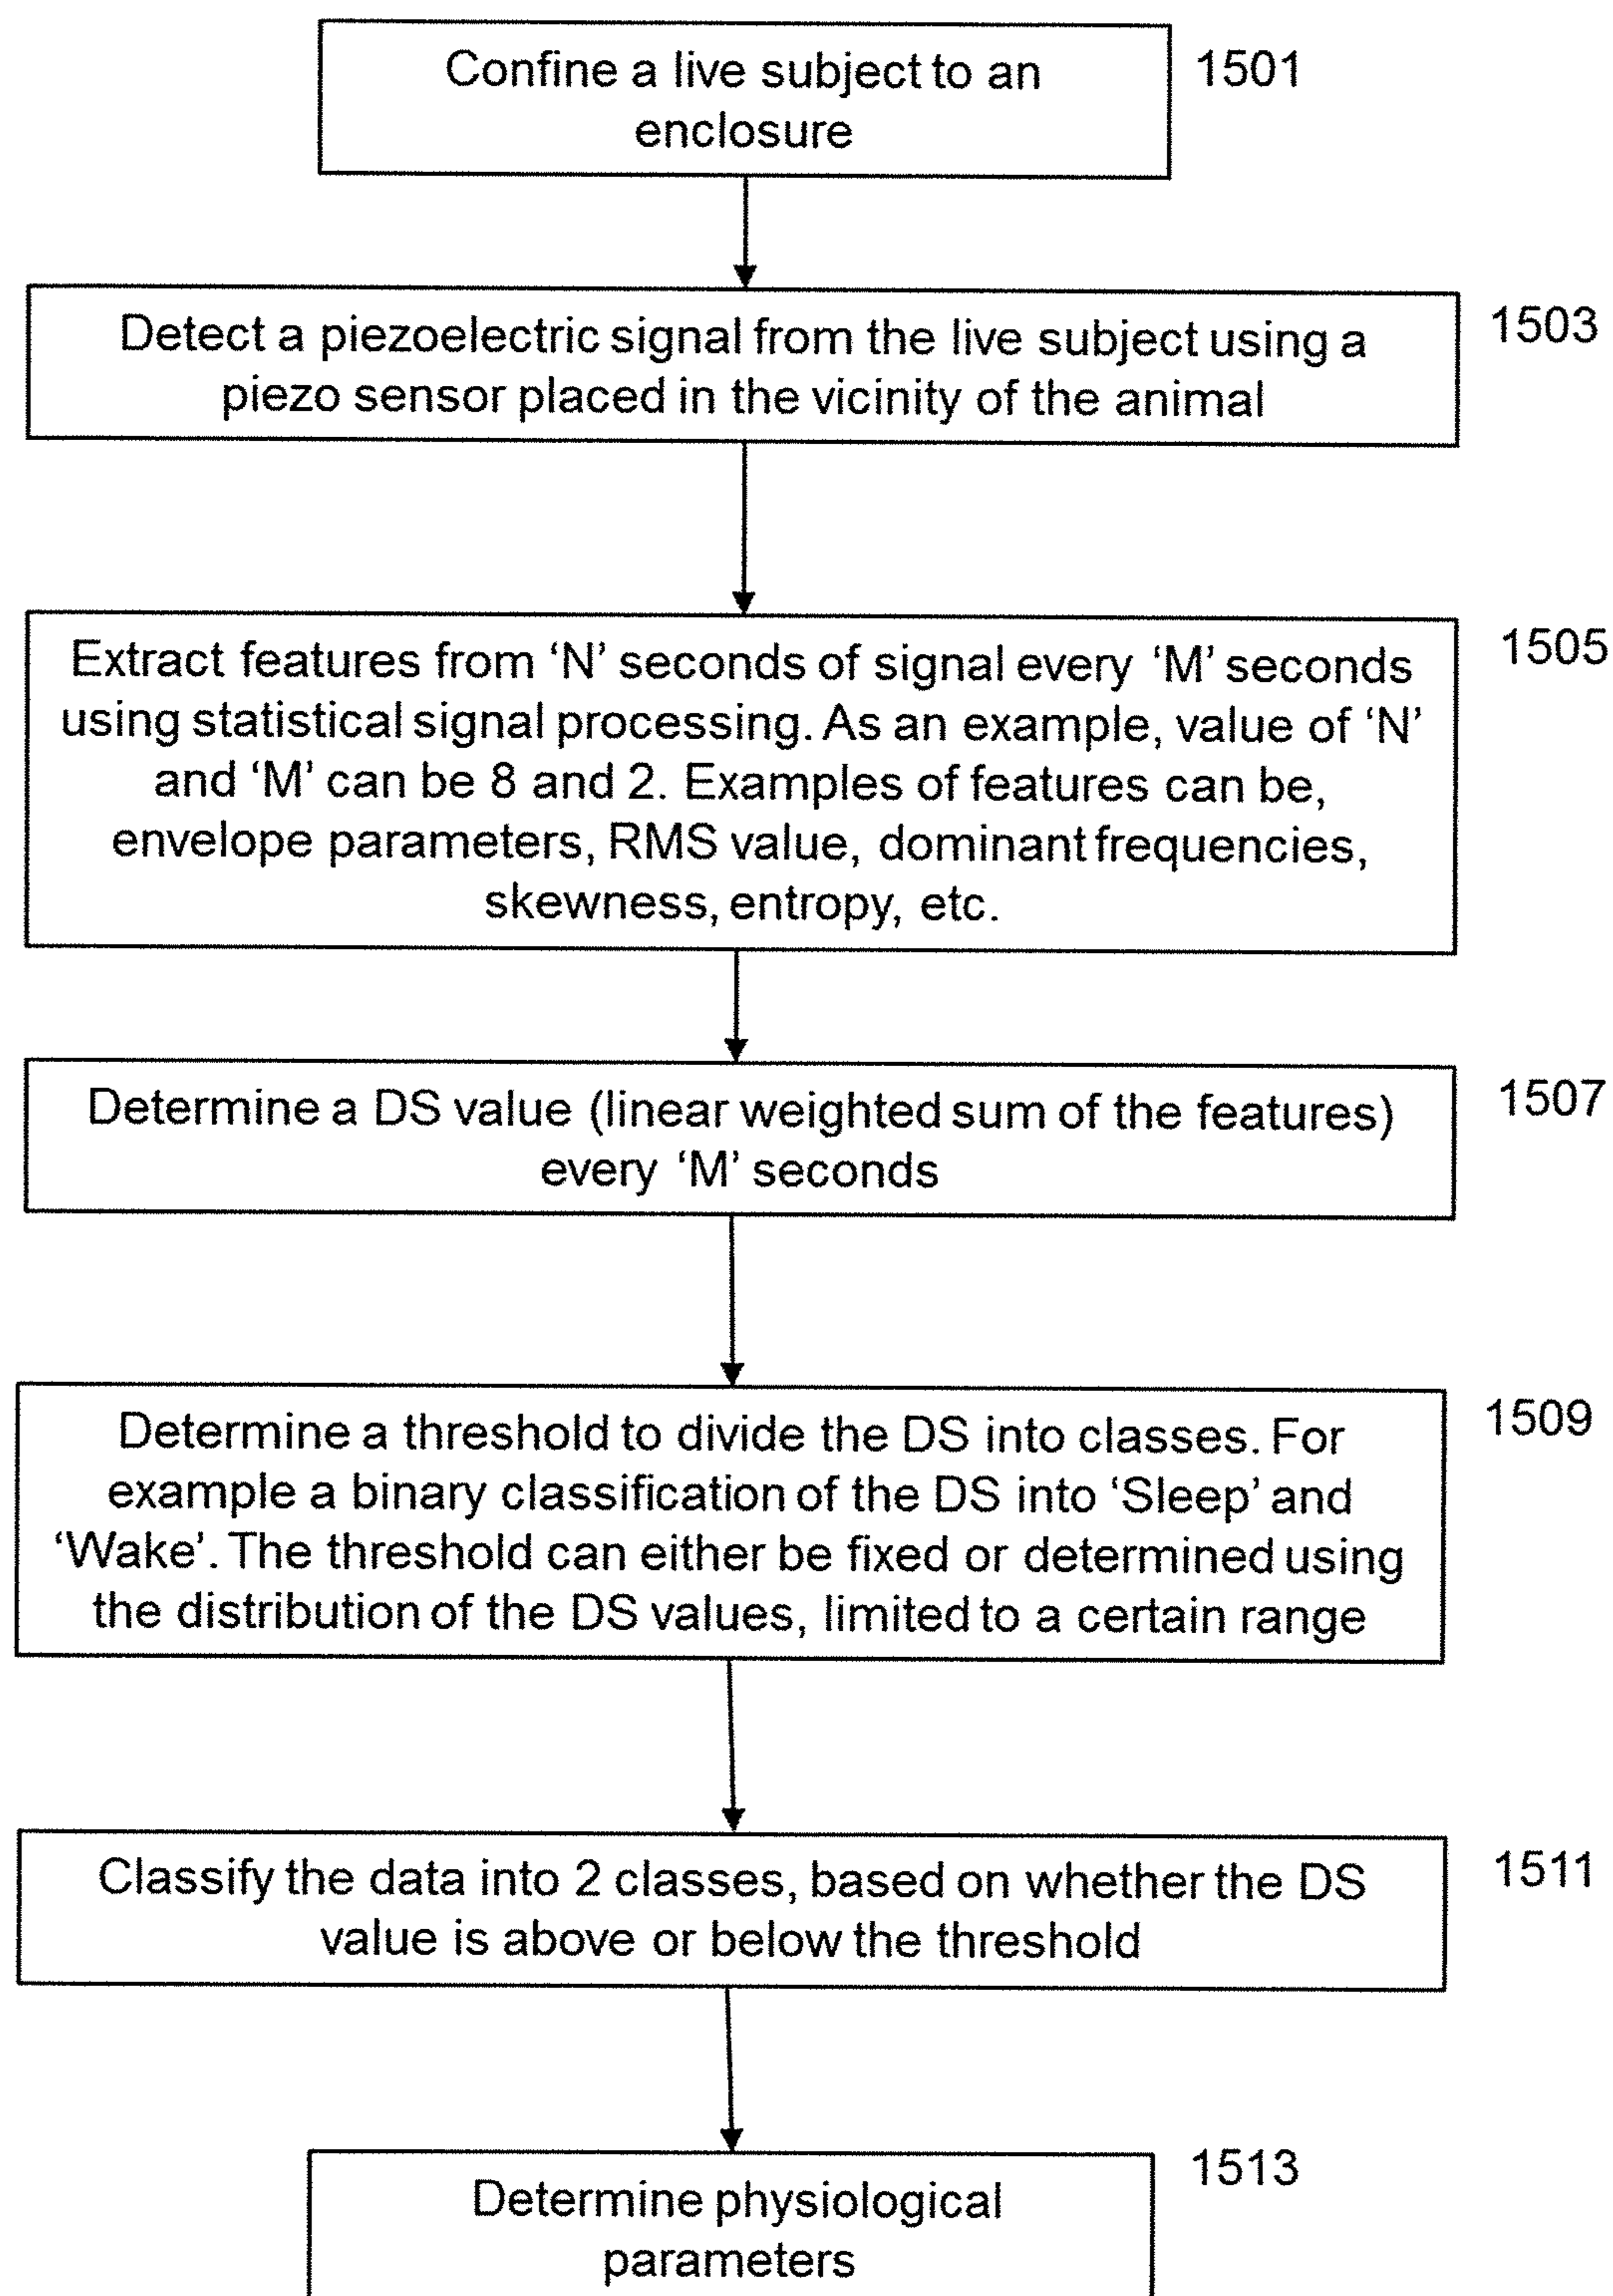 Confine a live subject to an
enclosure
1501
Detect a piezoelectric signal from the live subject using a
piezo sensor placed in the vicinity of the animal
1503
Extract features from ‘N’ seconds of signal every ‘M’ seconds
using statistical signal processing. As an example, value of ‘N’
and ‘M’ can be 8 and 2. Examples of features can be,
envelope parameters, RMS value, dominant frequencies,
skewness, entropy, etc.
1505
Determine a DS value (linear weighted sum of the features)
every ‘M’ seconds
1507
Determine a threshold to divide the DS into classes. For
example a binary classification of the DS into ‘Sleep’ and
‘Wake’. The threshold can either be fixed or determined using
the distribution of the DS values, limited to a certain range
1509
Classify the data into 2 classes, based on whether the DS
value is above or below the threshold
1511
Determine physiological
parameters
1513